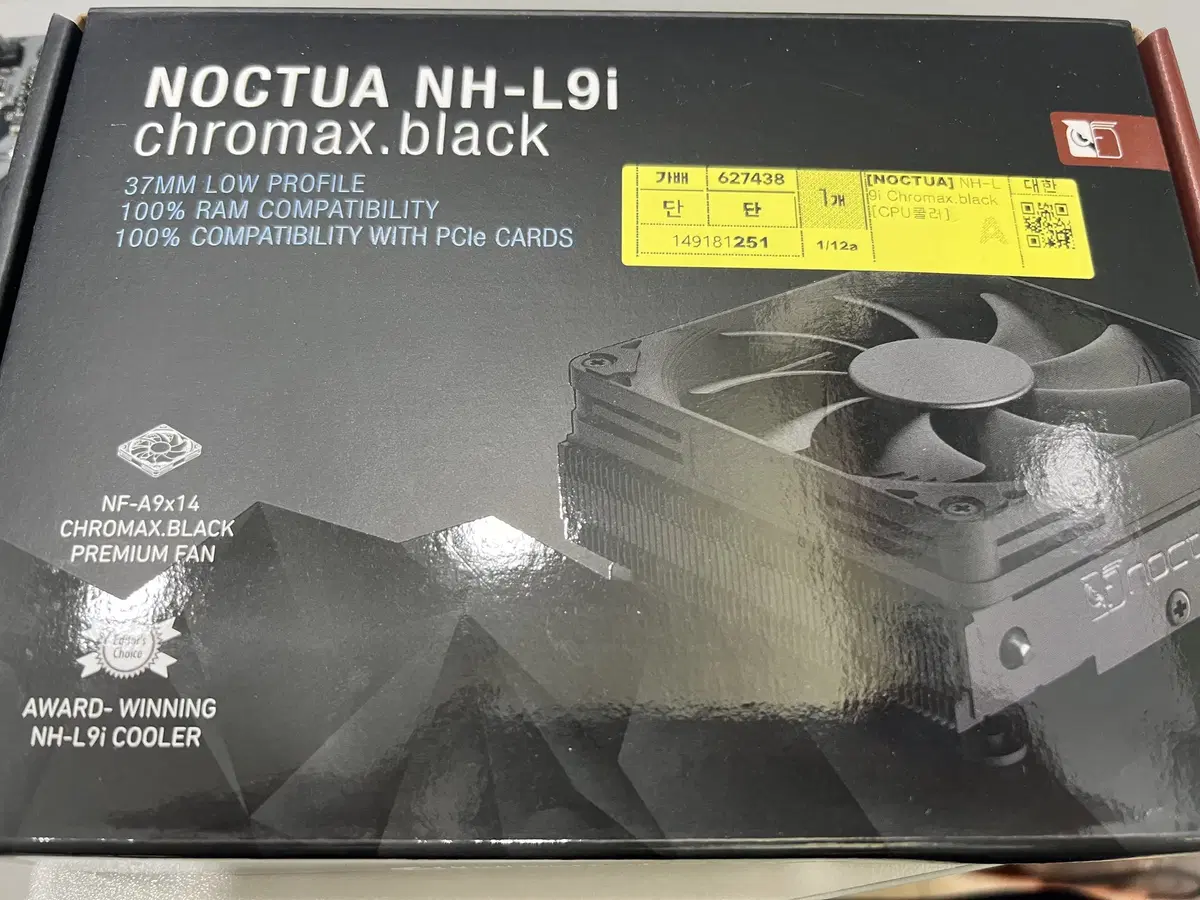 NOCTUA NH-L9i
chromax.black
37MM LOW PROFILE
100% RAM COMPATIBILITY
100% COMPATIBILITY WITH PCIe CARDS
가배 627438
단 단
149181251
1개
1/12a
[NOCTUA] NH-L
9i Chromax.black
[CPU쿨러]
A
대한
NF-A9x14
CHROMAX.BLACK
PREMIUM FAN
Editor's
Choice
AWARD- WINNING
NH-L9i COOLER